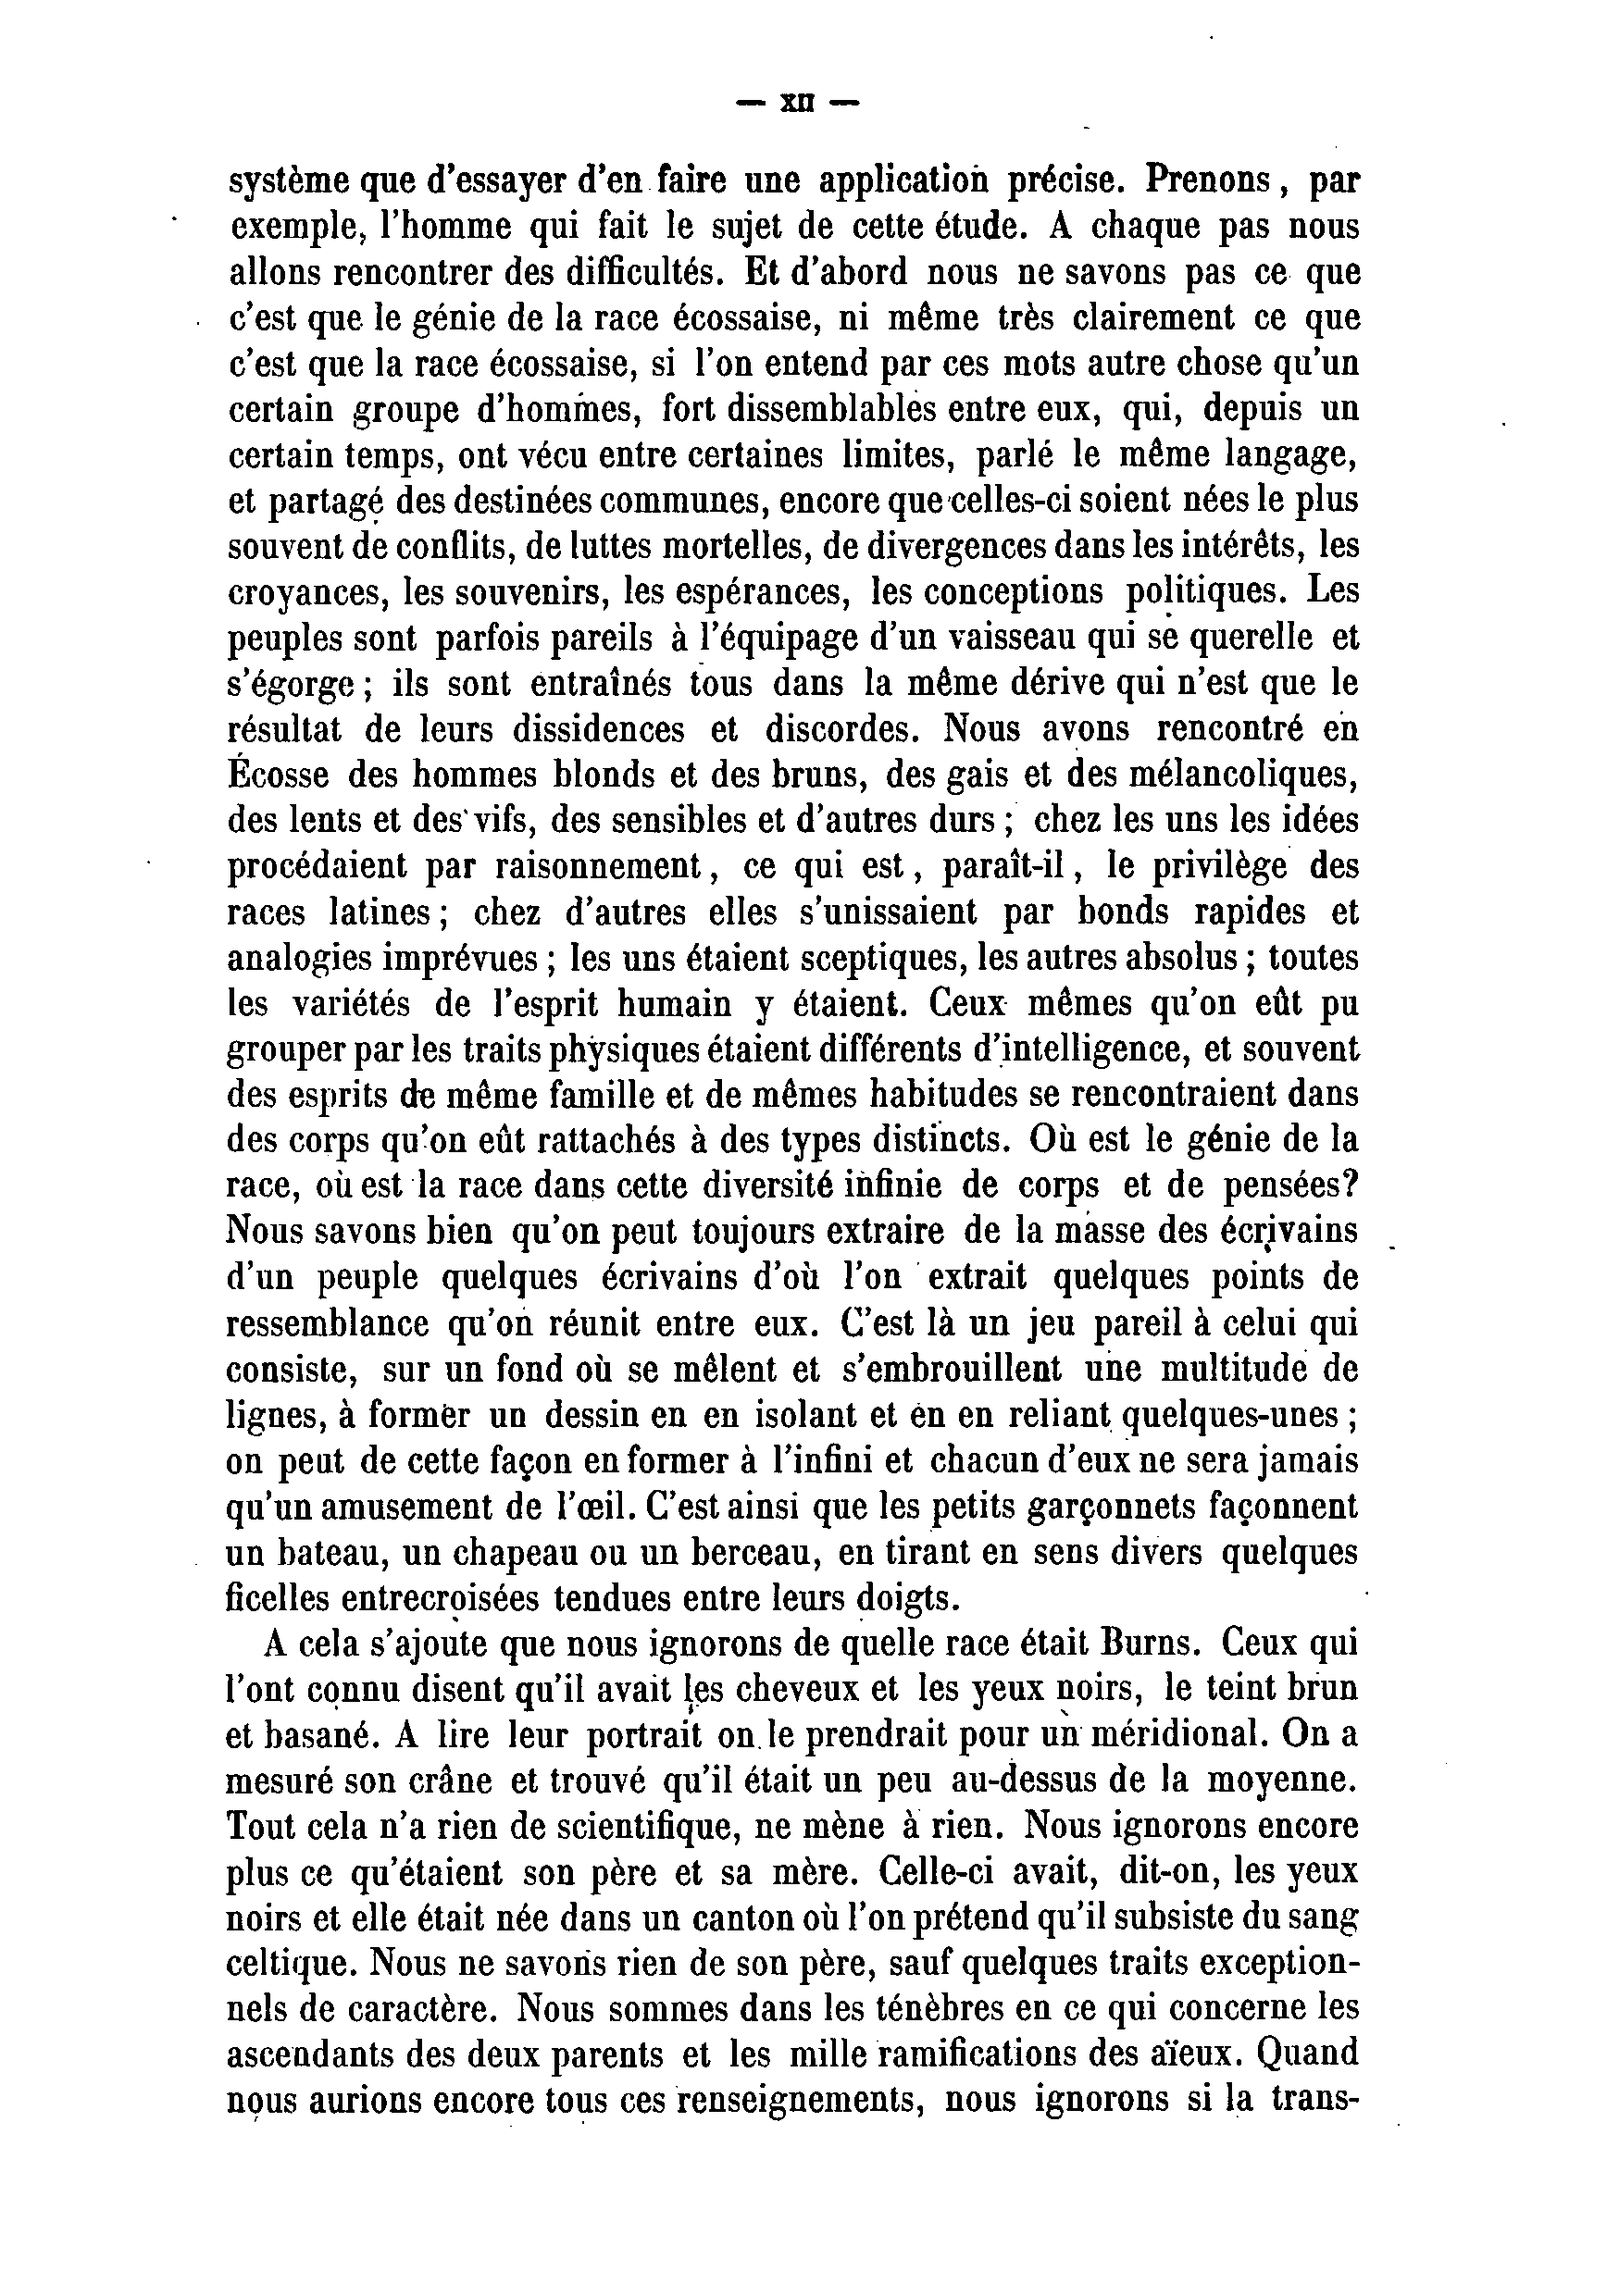 — XII —
système que d'essayer d'en faire une application précise. Prenons, par
exemple, l'homme qui fait le sujet de cette étude. A chaque pas nous
allons rencontrer des difficultés. Et d'abord nous ne savons pas ce que
c'est que le génie de la race écossaise, ni même très clairement ce que
c'est que la race écossaise, si l'on entend par ces mots autre chose qu'un
certain groupe d'hommes, fort dissemblables entre eux, qui, depuis un
certain temps, ont vécu entre certaines limites, parlé le même langage,
et partagé des destinées communes, encore que celles-ci soient nées le plus
souvent de conflits, de luttes mortelles, de divergences dans les intérêts, les
croyances, les souvenirs, les espérances, les conceptions politiques. Les
peuples sont parfois pareils à l'équipage d'un vaisseau qui se querelle et
s'égorge ; ils sont entraînés tous dans la même dérive qui n'est que le
résultat de leurs dissidences et discordes. Nous avons rencontré en
Écosse des hommes blonds et des bruns, des gais et des mélancoliques,
des lents et des vifs, des sensibles et d'autres durs ; chez les uns les idées
procédaient par raisonnement, ce qui est, paraît-il, le privilège des
races latines ; chez d'autres elles s'unissaient par bonds rapides et
analogies imprévues ; les uns étaient sceptiques, les autres absolus ; toutes
les variétés de l'esprit humain y étaient. Ceux mêmes qu'on eût pu
grouper par les traits physiques étaient différents d'intelligence, et souvent
des esprits de même famille et de mêmes habitudes se rencontraient dans
des corps qu'on eût rattachés à des types distincts. Où est le génie de la
race, où est la race dans cette diversité infinie de corps et de pensées?
Nous savons bien qu'on peut toujours extraire de la masse des écrivains
d'un peuple quelques écrivains d'où l'on extrait quelques points de
ressemblance qu'on réunit entre eux. C'est là un jeu pareil à celui qui
consiste, sur un fond où se mêlent et s'embrouillent une multitude de
lignes, à former un dessin en en isolant et en en reliant quelques-unes ;
on peut de cette façon en former à l'infini et chacun d'eux ne sera jamais
qu'un amusement de l'œil. C'est ainsi que les petits garçonnets façonnent
un bateau, un chapeau ou un berceau, en tirant en sens divers quelques
ficelles entrecroisées tendues entre leurs doigts.
A cela s'ajoute que nous ignorons de quelle race était Burns. Ceux qui
l'ont connu disent qu'il avait les cheveux et les yeux noirs, le teint brun
et basané. A lire leur portrait on le prendrait pour un méridional. On a
mesuré son crâne et trouvé qu'il était un peu au-dessus de la moyenne.
Tout cela n'a rien de scientifique, ne mène à rien. Nous ignorons encore
plus ce qu'étaient son père et sa mère. Celle-ci avait, dit-on, les yeux
noirs et elle était née dans un canton où l'on prétend qu'il subsiste du sang
celtique. Nous ne savons rien de son père, sauf quelques traits exception-
nels de caractère. Nous sommes dans les ténèbres en ce qui concerne les
ascendants des deux parents et les mille ramifications des aïeux. Quand
nous aurions encore tous ces renseignements, nous ignorons si la trans-